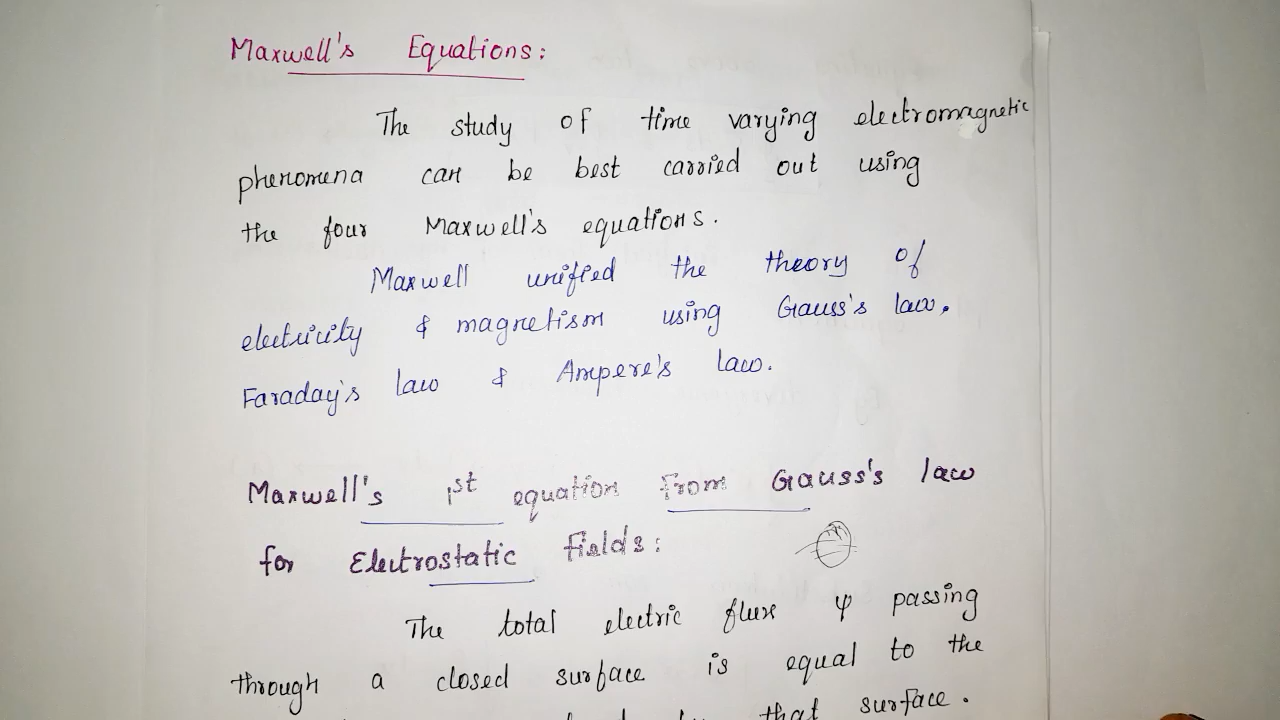 Maxwell's Equations:
The study of time varying electromagnetic
phenomena can be best carried out using
the four Maxwell's equations.
Maxwell unified the theory of
electricity & magnetism using Gauss's law,
Faraday's law & Ampere's law.
Maxwell's 1st equation from Gauss's law
for Electrostatic fields:
The total electric flux ψ passing
through a closed surface is equal to the
that surface.